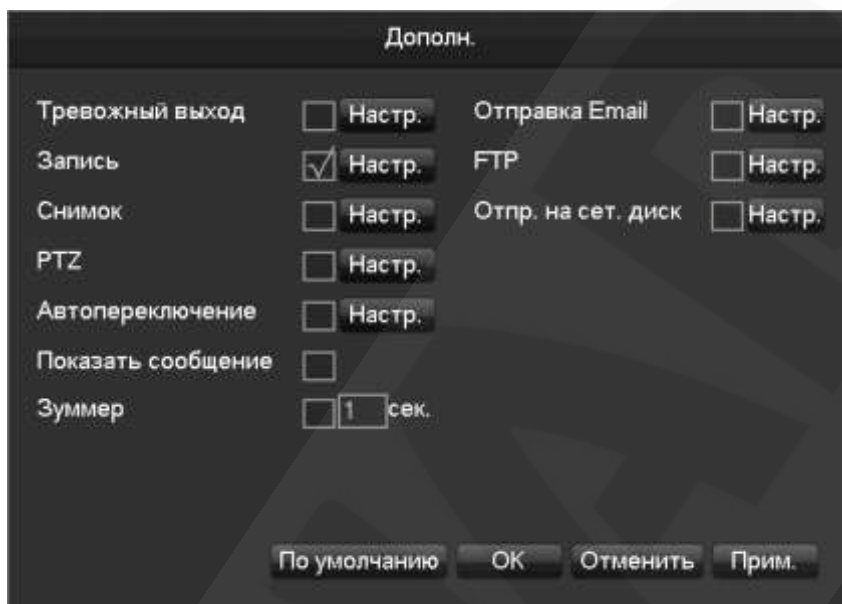 Дополн.
Тревожный выход Настр. Отправка Email Настр.
Запись Настр. FTP Настр.
Снимок Настр. Отпр. на сет. диск Настр.
PTZ Настр.
Автопереключение Настр.
Показать сообщение
Зуммер 1 сек.
По умолчанию OK Отменить Прим.